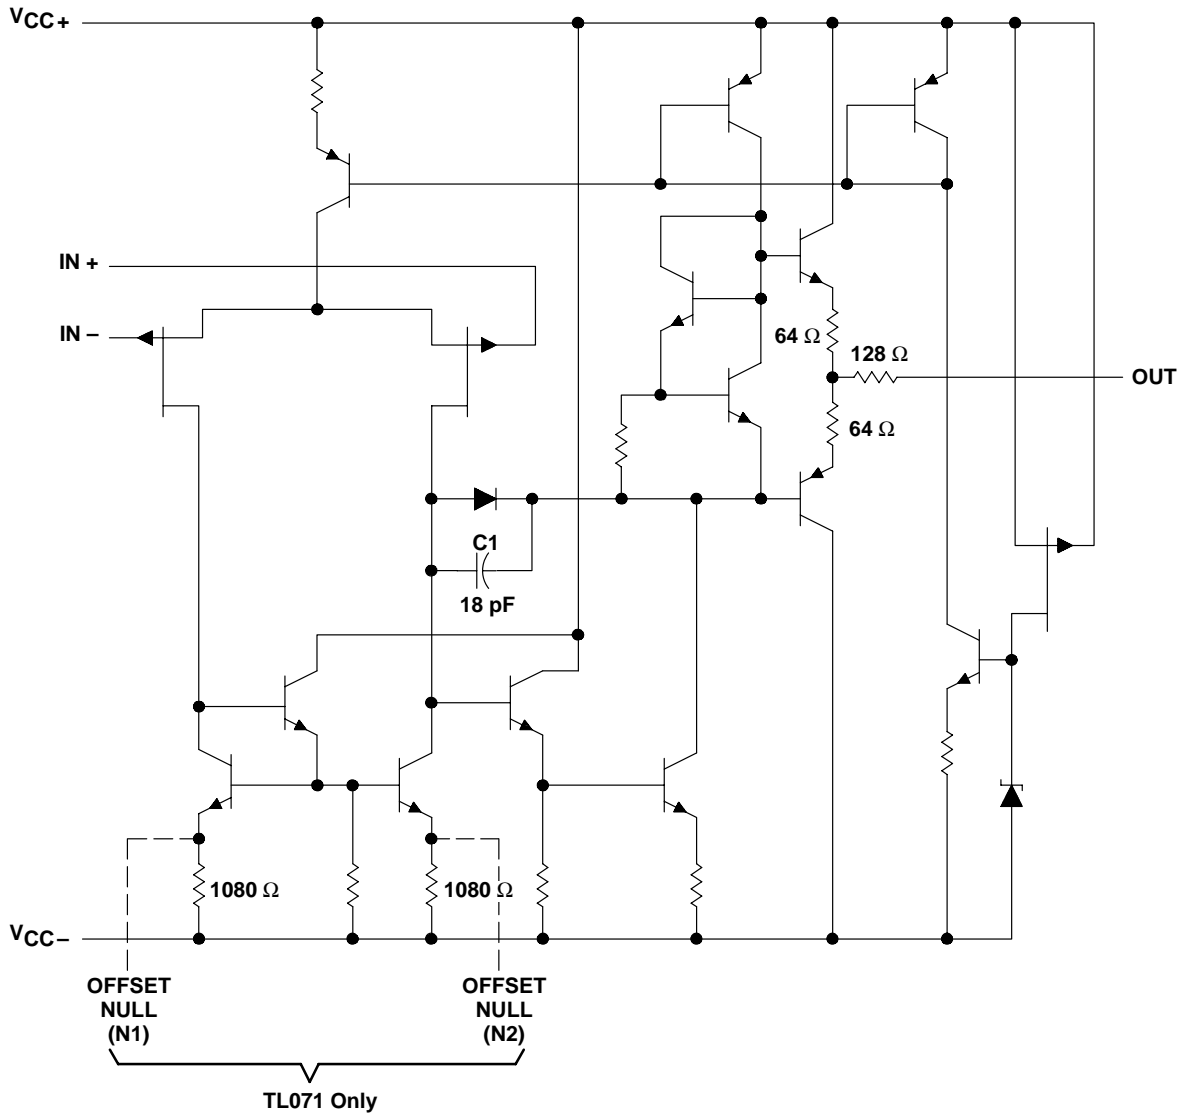 VCC+
IN +
IN −
64 Ω
128 Ω
OUT
64 Ω
C1
18 pF
1080 Ω
1080 Ω
VCC−
OFFSET
NULL
(N1)
OFFSET
NULL
(N2)
TL071 Only